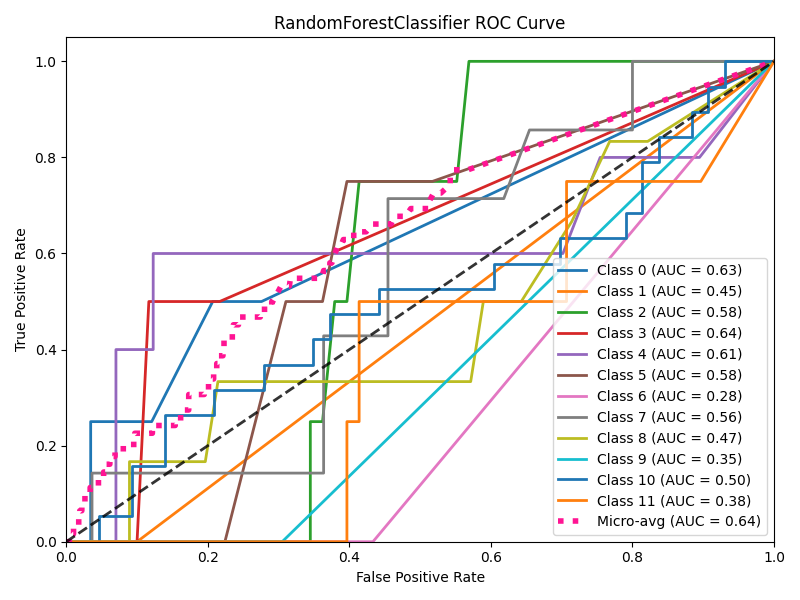 RandomForestClassifier ROC Curve
True Positive Rate
1.0
0.8
0.6
0.4
0.2
0.0
0.0 0.2 0.4 0.6 0.8 1.0
False Positive Rate
Class 0 (AUC = 0.63)
Class 1 (AUC = 0.45)
Class 2 (AUC = 0.58)
Class 3 (AUC = 0.64)
Class 4 (AUC = 0.61)
Class 5 (AUC = 0.58)
Class 6 (AUC = 0.28)
Class 7 (AUC = 0.56)
Class 8 (AUC = 0.47)
Class 9 (AUC = 0.35)
Class 10 (AUC = 0.50)
Class 11 (AUC = 0.38)
Micro-avg (AUC = 0.64)